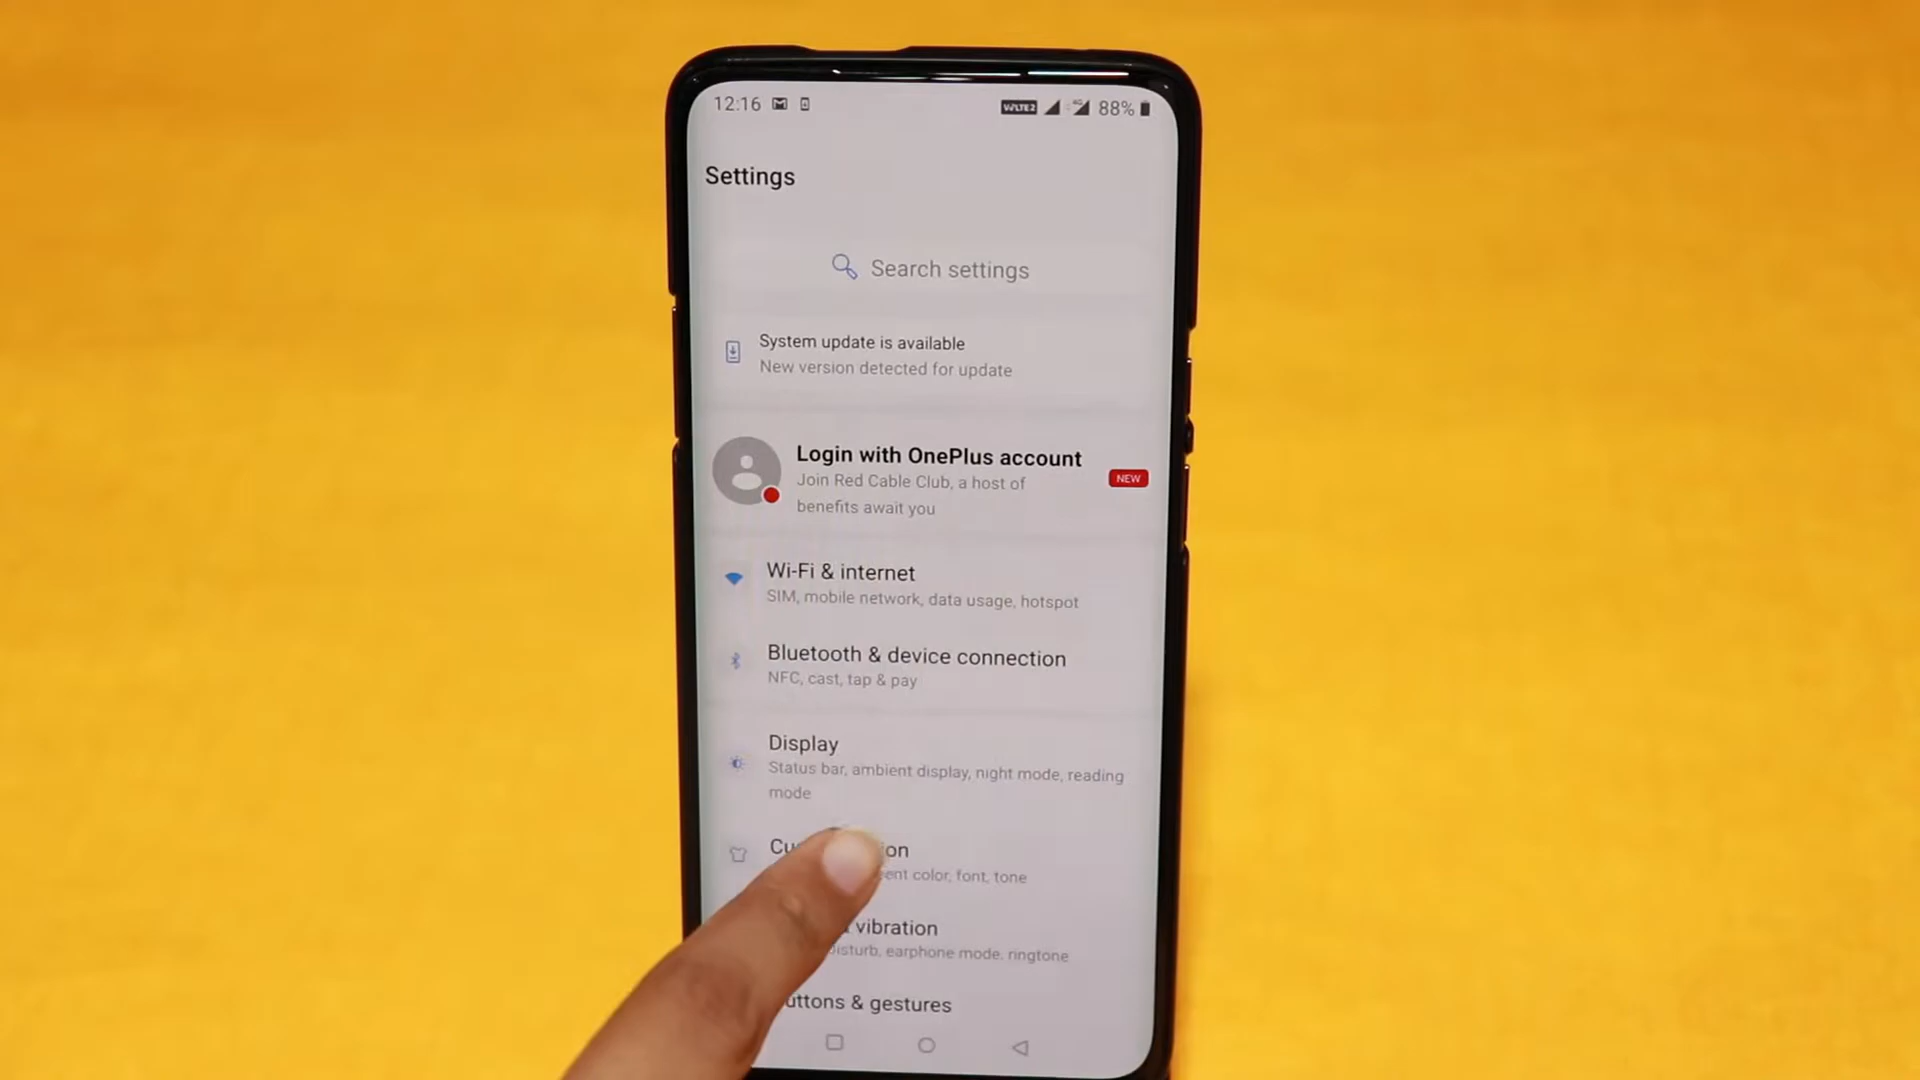 12:16
VoLTE2 4G 88%
Settings
Search settings
System update is available
New version detected for update
Login with OnePlus account
Join Red Cable Club, a host of
benefits await you
NEW
Wi-Fi & internet
SIM, mobile network, data usage, hotspot
Bluetooth & device connection
NFC, cast, tap & pay
Display
Status bar, ambient display, night mode, reading
mode
color, font, tone
vibration
earphone mode, ringtone
& gestures